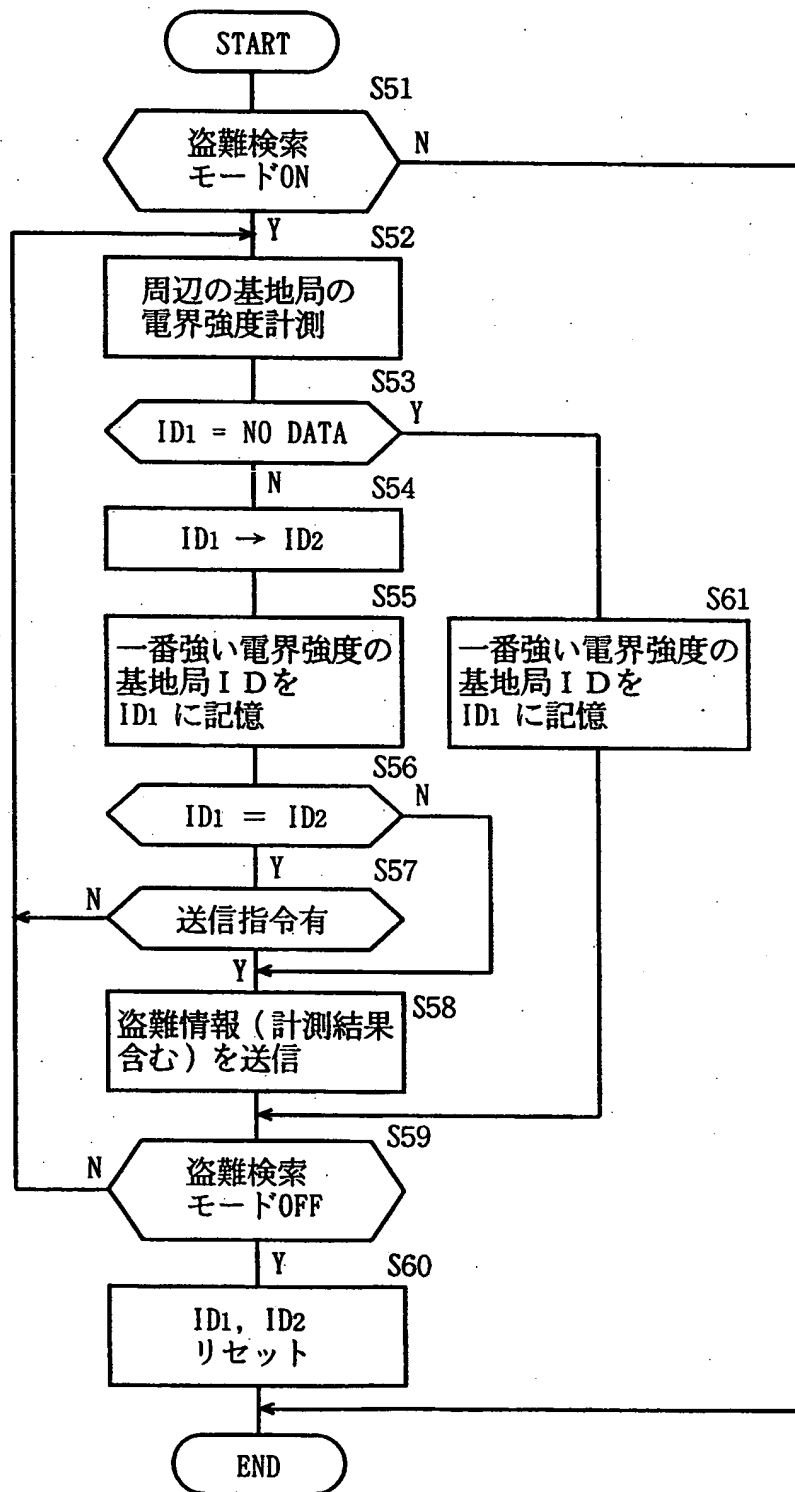 START
S51
盗難検索
モードON
N
Y
S52
周辺の基地局の
電界強度計測
S53
ID1 = NO DATA
Y
N
S54
ID1 → ID2
S55
一番強い電界強度の
基地局ＩＤを
ID1 に記憶
S61
一番強い電界強度の
基地局ＩＤを
ID1 に記憶
S56
ID1 = ID2
N
Y
S57
送信指令有
N
Y
S58
盗難情報（計測結果
含む）を送信
S59
盗難検索
モードOFF
N
Y
S60
ID1, ID2
リセット
END